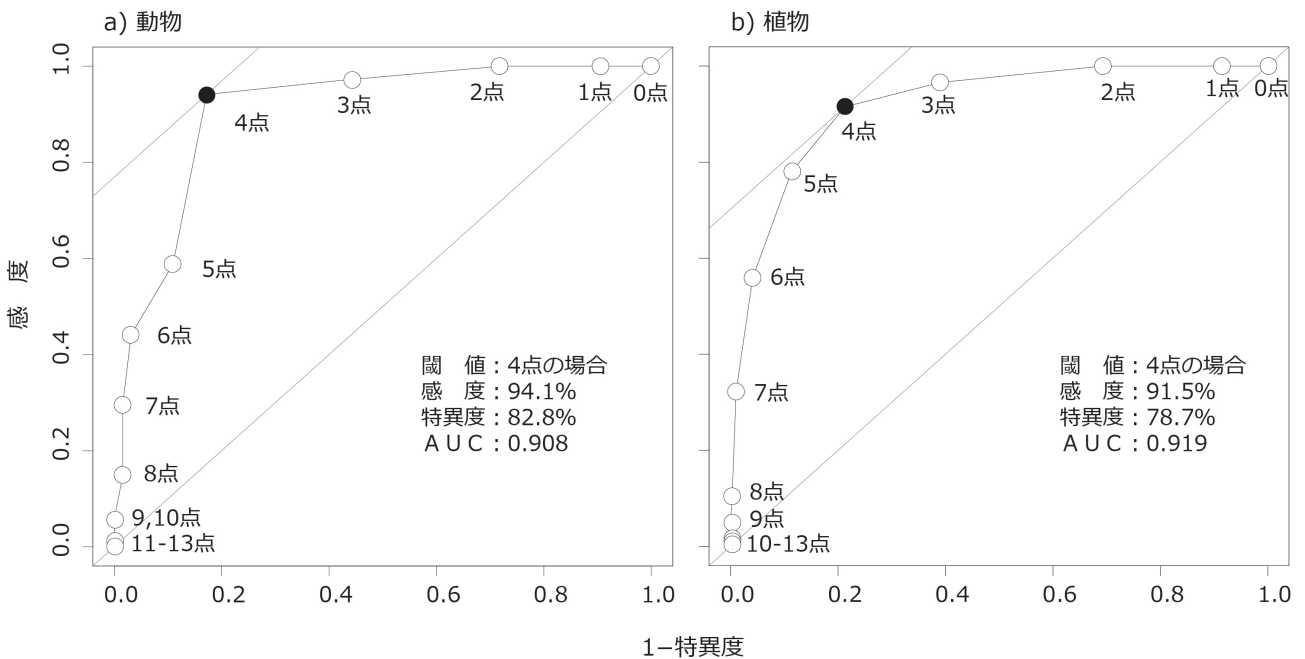 a) 動物
1.0
0.8
0.6
0.4
0.2
0.0
感　度
0点
1点
2点
3点
4点
5点
6点
7点
8点
9,10点
11-13点
閾　値：4点の場合
感　度：94.1%
特異度：82.8%
ＡＵＣ：0.908
0.0 0.2 0.4 0.6 0.8 1.0
b) 植物
0点
1点
2点
3点
4点
5点
6点
7点
8点
9点
10-13点
閾　値：4点の場合
感　度：91.5%
特異度：78.7%
ＡＵＣ：0.919
0.0 0.2 0.4 0.6 0.8 1.0
1−特異度